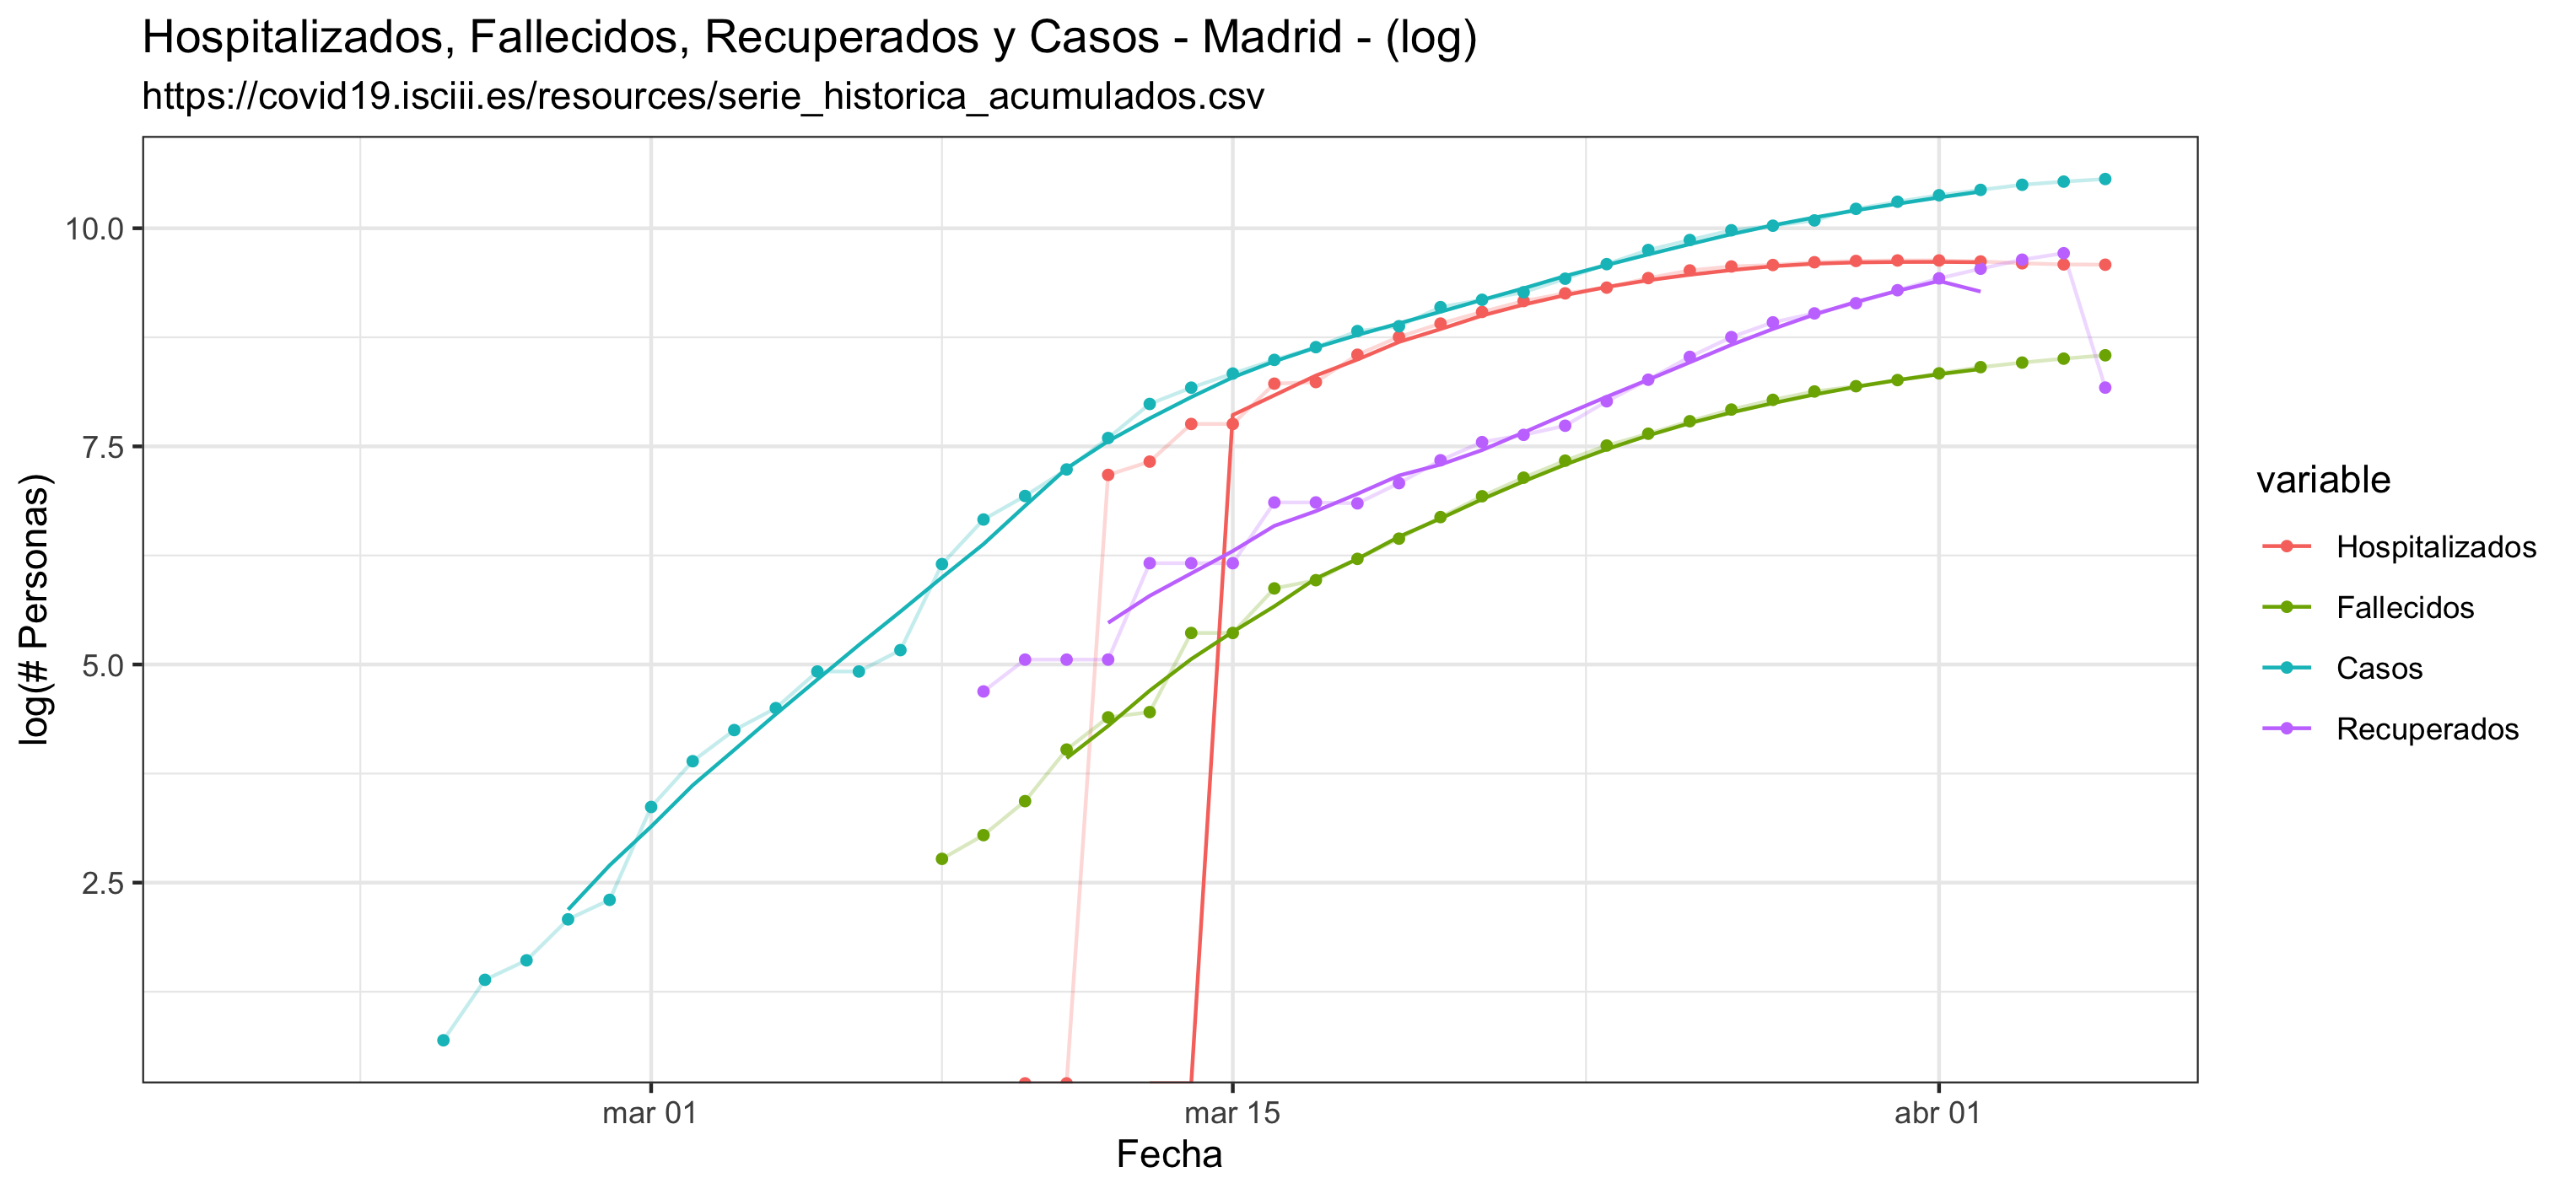 Hospitalizados, Fallecidos, Recuperados y Casos - Madrid - (log)
https://covid19.isciii.es/resources/serie_historica_acumulados.csv
log(# Personas)
10.0
7.5
5.0
2.5
mar 01
mar 15
abr 01
Fecha
variable
Hospitalizados
Fallecidos
Casos
Recuperados